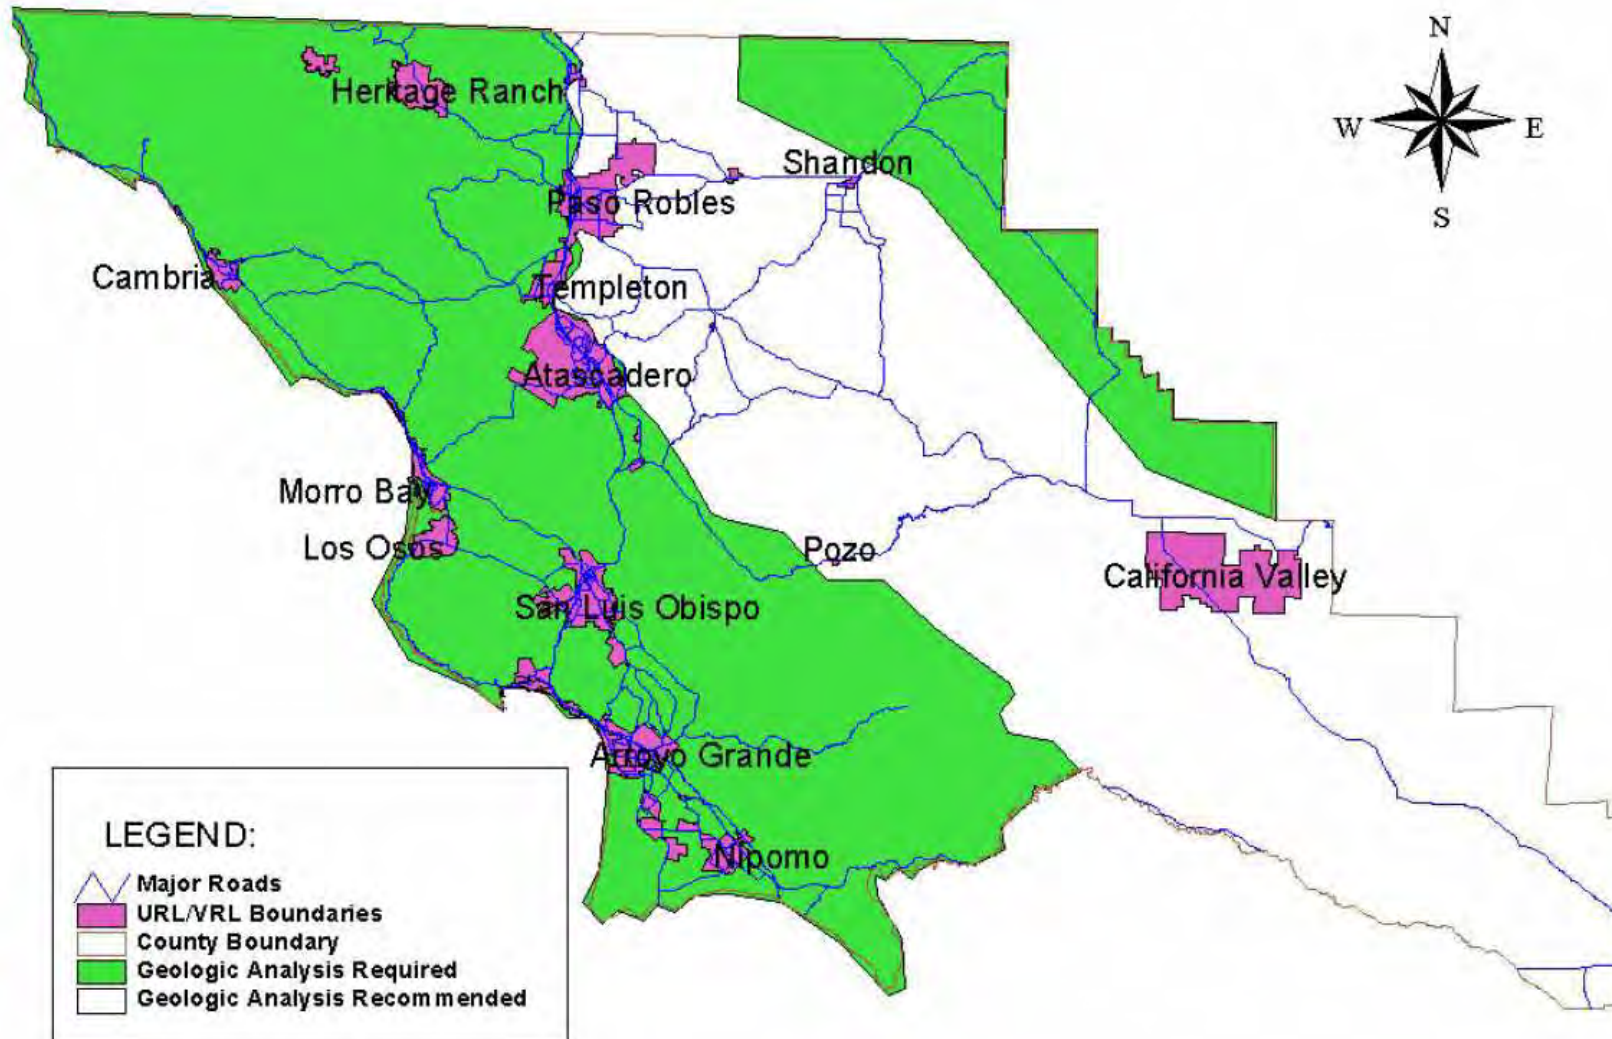 N
Heritage Ranch
W
E
Shandon
Paso Robles
S
Cambria
Templeton
Atascadero
Morro Bay
Los Osos
Pozo
California Valley
San Luis Obispo
Arroyo Grande
Nipomo
LEGEND:
Major Roads
URL/VRL Boundaries
County Boundary
Geologic Analysis Required
Geologic Analysis Recommended